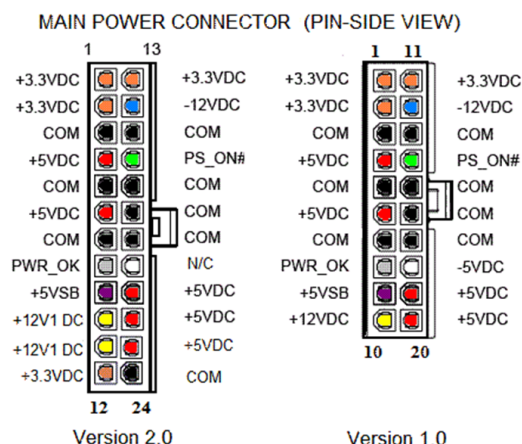 MAIN POWER CONNECTOR (PIN-SIDE VIEW)
1 13
+3.3VDC +3.3VDC
+3.3VDC -12VDC
COM COM
+5VDC PS_ON#
COM COM
+5VDC COM
COM COM
PWR_OK N/C
+5VSB +5VDC
+12V1 DC +5VDC
+12V1 DC +5VDC
+3.3VDC COM
12 24
Version 2.0
1 11
+3.3VDC +3.3VDC
+3.3VDC -12VDC
COM COM
+5VDC PS_ON#
COM COM
+5VDC COM
COM COM
PWR_OK -5VDC
+5VSB +5VDC
+12VDC +5VDC
10 20
Version 1.0